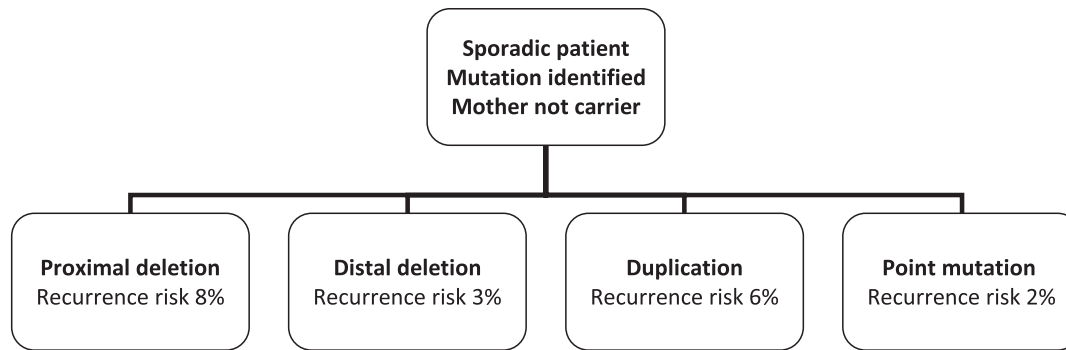 Sporadic patient
Mutation identified
Mother not carrier
Proximal deletion
Recurrence risk 8%
Distal deletion
Recurrence risk 3%
Duplication
Recurrence risk 6%
Point mutation
Recurrence risk 2%